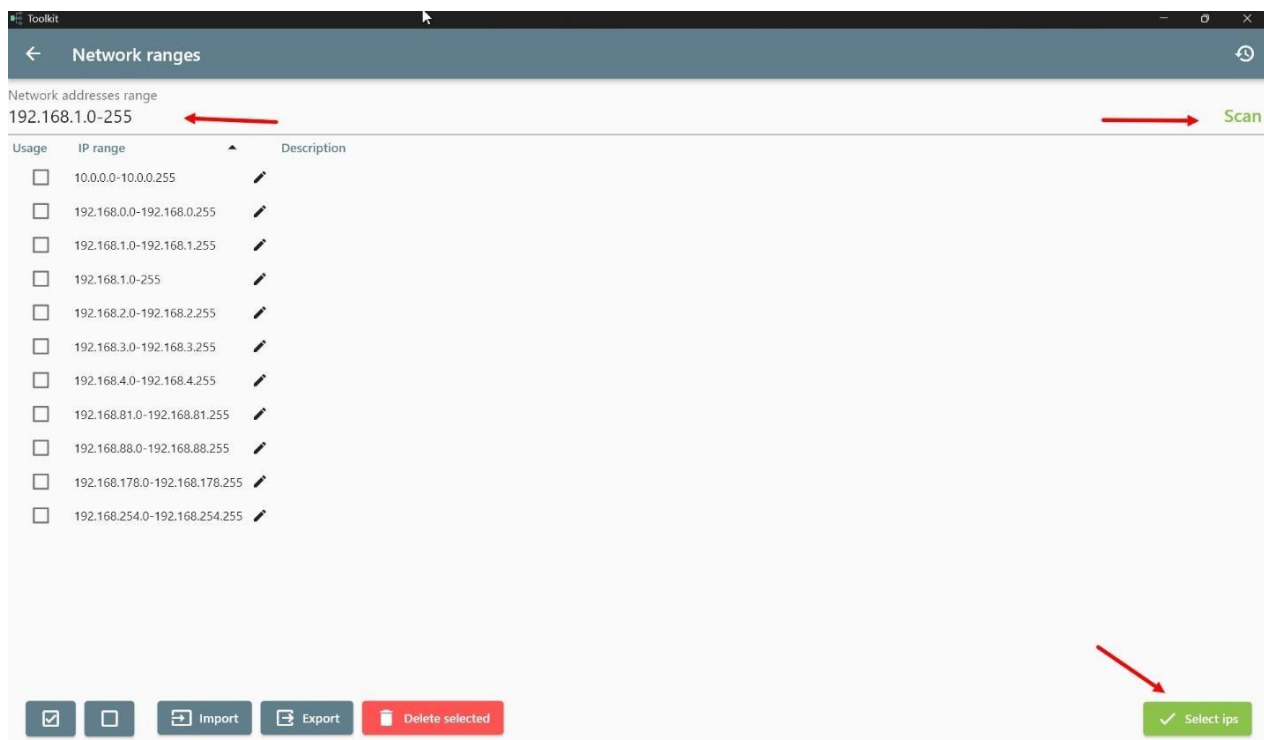 Toolkit
Network ranges
Network addresses range
192.168.1.0-255
Scan
Usage IP range Description
10.0.0.0-10.0.0.255
192.168.0.0-192.168.0.255
192.168.1.0-192.168.1.255
192.168.1.0-255
192.168.2.0-192.168.2.255
192.168.3.0-192.168.3.255
192.168.4.0-192.168.4.255
192.168.81.0-192.168.81.255
192.168.88.0-192.168.88.255
192.168.178.0-192.168.178.255
192.168.254.0-192.168.254.255
Import Export Delete selected Select ips